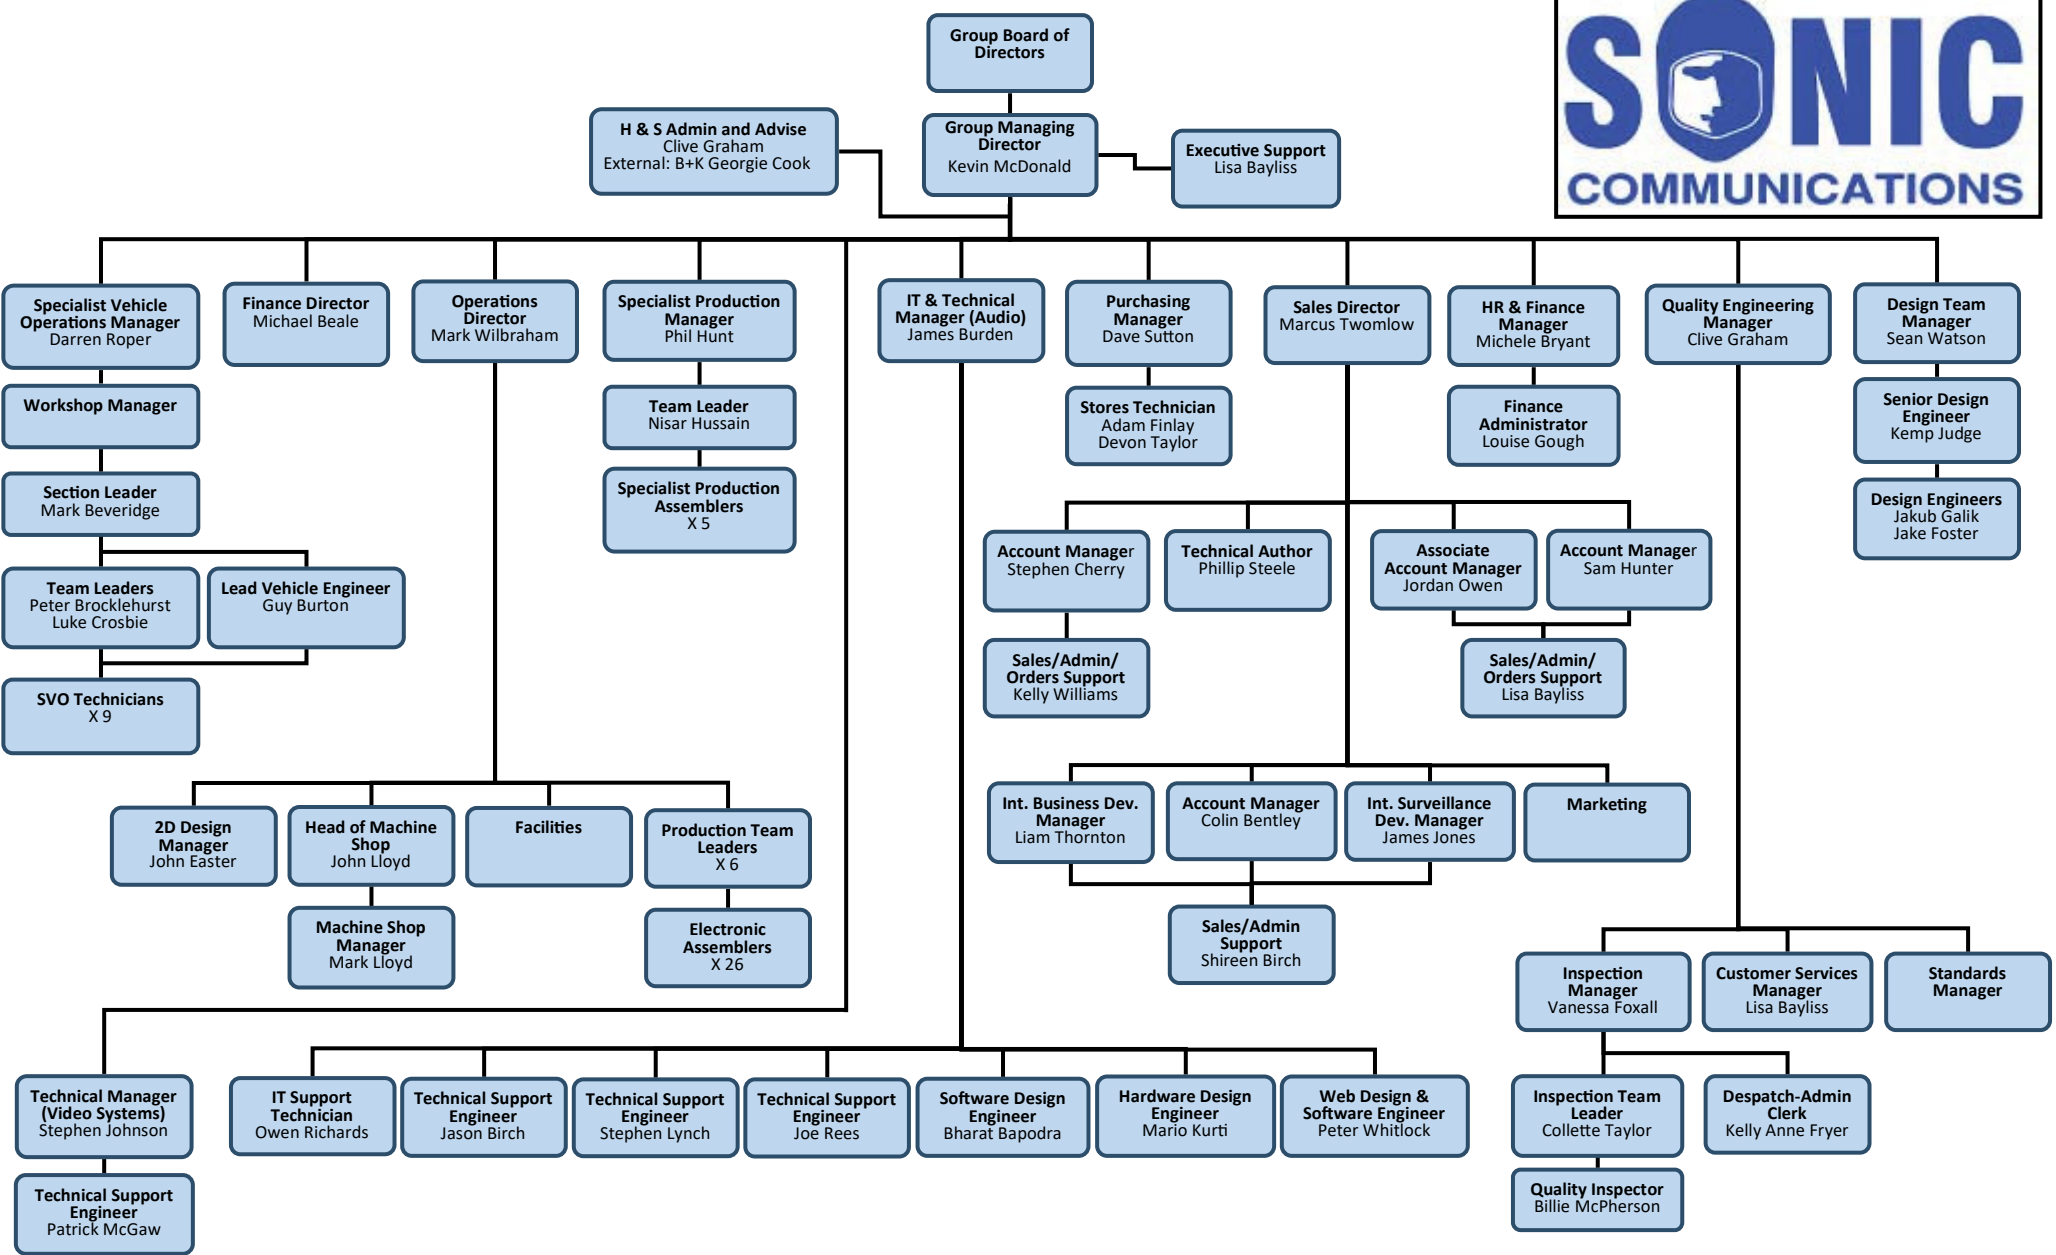 Group Board of
Directors
SONIC
COMMUNICATIONS
H & S Admin and Advise
Clive Graham
External: B+K Georgie Cook
Group Managing
Director
Kevin McDonald
Executive Support
Lisa Bayliss
Specialist Vehicle
Operations Manager
Darren Roper
Finance Director
Michael Beale
Operations
Director
Mark Wilbraham
Specialist Production
Manager
Phil Hunt
IT & Technical
Manager (Audio)
James Burden
Purchasing
Manager
Dave Sutton
Sales Director
Marcus Twomlow
HR & Finance
Manager
Michele Bryant
Quality Engineering
Manager
Clive Graham
Design Team
Manager
Sean Watson
Workshop Manager
Team Leader
Nisar Hussain
Stores Technician
Adam Finlay
Devon Taylor
Finance
Administrator
Louise Gough
Senior Design
Engineer
Kemp Judge
Section Leader
Mark Beveridge
Specialist Production
Assemblers
X 5
Design Engineers
Jakub Galik
Jake Foster
Team Leaders
Peter Brocklehurst
Luke Crosbie
Lead Vehicle Engineer
Guy Burton
Account Manager
Stephen Cherry
Technical Author
Phillip Steele
Associate
Account Manager
Jordan Owen
Account Manager
Sam Hunter
SVO Technicians
X 9
Sales/Admin/
Orders Support
Kelly Williams
Sales/Admin/
Orders Support
Lisa Bayliss
2D Design
Manager
John Easter
Head of Machine
Shop
John Lloyd
Facilities
Production Team
Leaders
X 6
Int. Business Dev.
Manager
Liam Thornton
Account Manager
Colin Bentley
Int. Surveillance
Dev. Manager
James Jones
Marketing
Machine Shop
Manager
Mark Lloyd
Electronic
Assemblers
X 26
Sales/Admin
Support
Shireen Birch
Inspection
Manager
Vanessa Foxall
Customer Services
Manager
Lisa Bayliss
Standards
Manager
Technical Manager
(Video Systems)
Stephen Johnson
IT Support
Technician
Owen Richards
Technical Support
Engineer
Jason Birch
Technical Support
Engineer
Stephen Lynch
Technical Support
Engineer
Joe Rees
Software Design
Engineer
Bharat Bapodra
Hardware Design
Engineer
Mario Kurti
Web Design &
Software Engineer
Peter Whitlock
Inspection Team
Leader
Collette Taylor
Despatch-Admin
Clerk
Kelly Anne Fryer
Technical Support
Engineer
Patrick McGaw
Quality Inspector
Billie McPherson